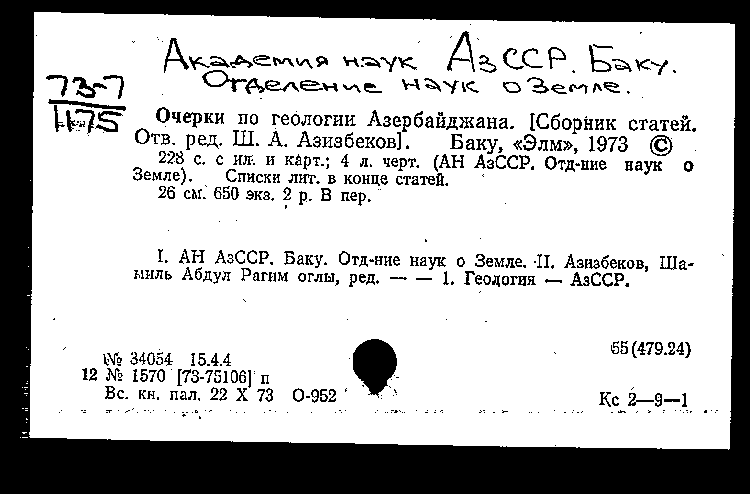 Академия наук АзССР. Баку.
Отделение наук о Земле.
73-7
1175
Очерки по геологии Азербайджана. [Сборник статей.
Отв. ред. Ш. А. Азизбеков]. Баку, «Элм», 1973 ©
228 с. с ил. и карт.; 4 л. черт. (АН АзССР. Отд-ние наук о
Земле). Списки лит. в конце статей.
26 см. 650 экз. 2 р. В пер.
I. АН АзССР. Баку. Отд-ние наук о Земле. II. Азизбеков, Ша-
миль Абдул Рагим оглы, ред. — — 1. Геология — АзССР.
55(479.24)
№ 34054 15.4.4
12 № 1570 [73-75106] п
Вс. кн. пал. 22 X 73 О-952
Кс 2—9—1